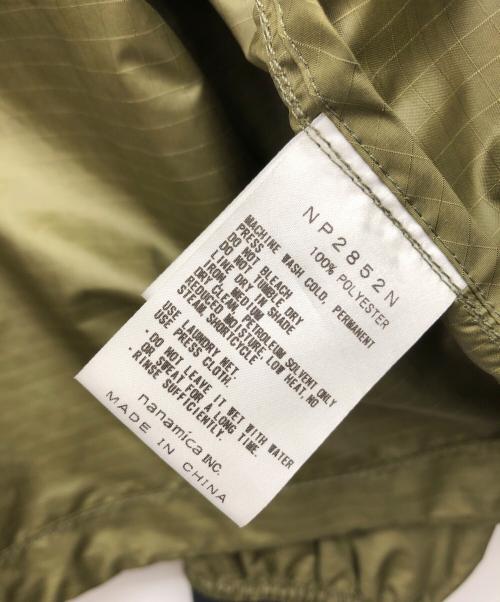 NP2852N
100% POLYESTER
MACHINE WASH COLD, PERMANENT
PRESS
DO NOT BLEACH
DO NOT TUMBLE DRY
LINE DRY IN SHADE
IRON MEDIUM
DRY CLEAN, PETROLEUM SOLVENT ONLY
REDUCED MOISTURE, LOW HEAT, NO
STEAM, SHORTCICLE
USE LAUNDRY NET.
USE PRESS CLOTH.
・DO NOT LEAVE IT WET WITH WATER
OR SWEAT FOR A LONG TIME.
・RINSE SUFFICIENTLY.
nanamica INC.
MADE IN CHINA